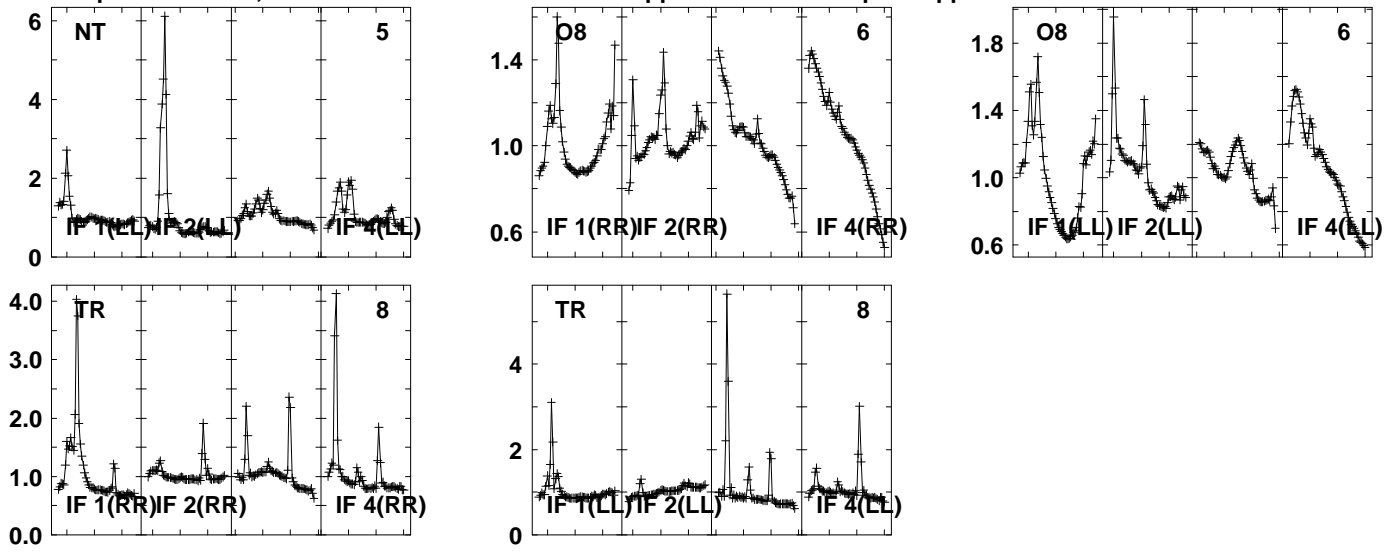 NT 5
6
4
2
0
IF 1(LL) IF 2(LL) IF 4(LL)
O8 6
1.4
1.0
0.6
IF 1(RR) IF 2(RR) IF 4(RR)
O8 6
1.8
1.4
1.0
0.6
IF 1(LL) IF 2(LL) IF 4(LL)
TR 8
4.0
3.0
2.0
1.0
0.0
IF 1(RR) IF 2(RR) IF 4(RR)
TR 8
4
2
0
IF 1(LL) IF 2(LL) IF 4(LL)